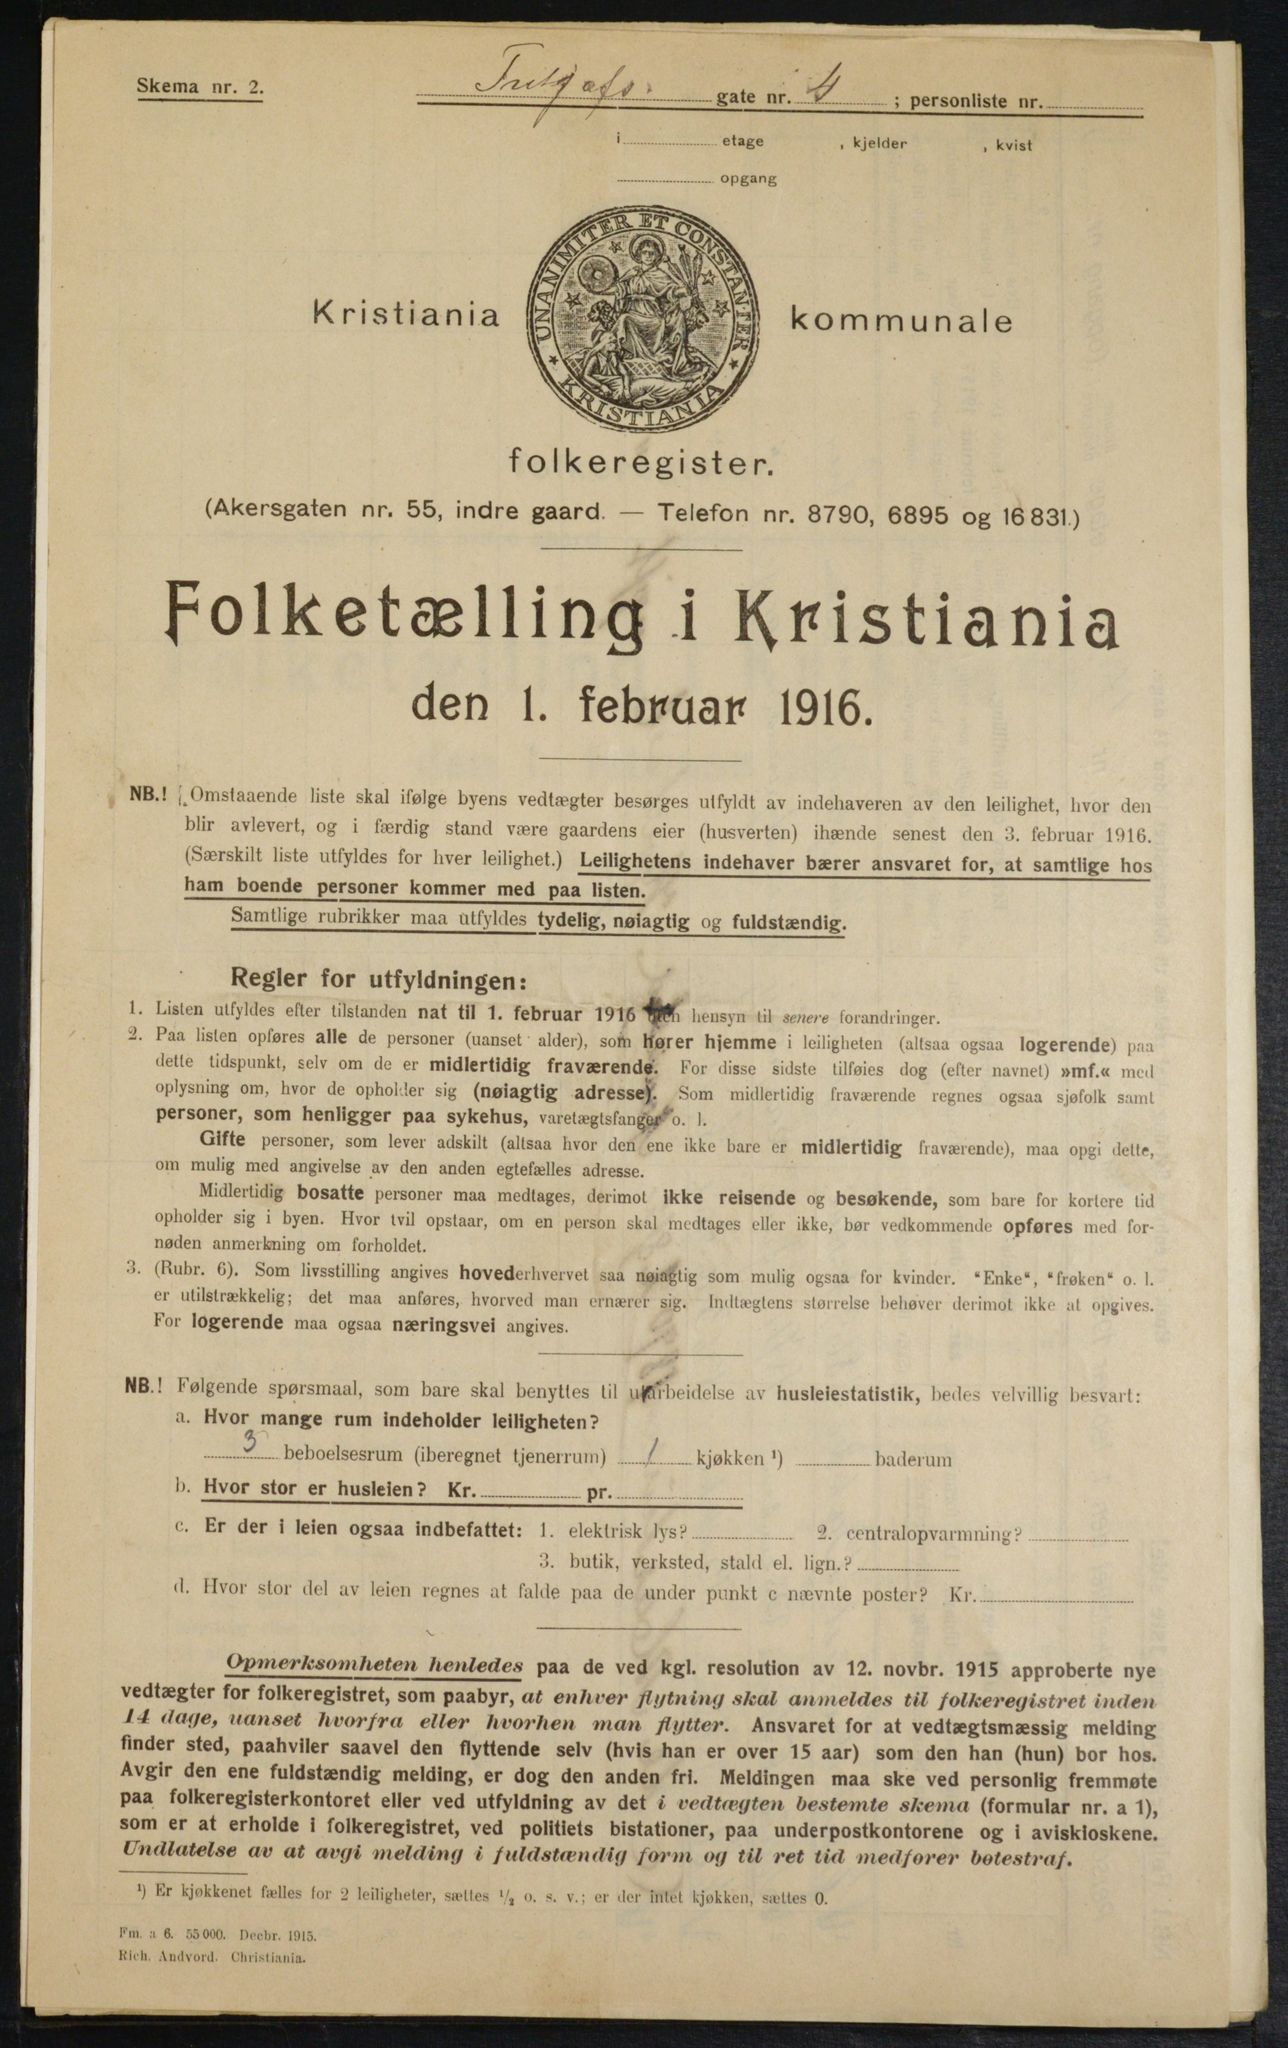 Skema nr. 2.
gate nr. 4 ; personliste nr.
i etage , kjelder , kvist
opgang
UNANIMITER ET CONSTANTER
KRISTIANIA
Kristiania kommunale
folkeregister.
(Akersgaten nr. 55, indre gaard. — Telefon nr. 8790, 6895 og 16 831.)
Folketælling i Kristiania
den 1. februar 1916.
NB.! Omstaaende liste skal ifølge byens vedtægter besørges utfyldt av indehaveren av den leilighet, hvor den
blir avlevert, og i færdig stand være gaardens eier (husverten) ihænde senest den 3. februar 1916.
(Særskilt liste utfyldes for hver leilighet.) Leilighetens indehaver bærer ansvaret for, at samtlige hos
ham boende personer kommer med paa listen.
Samtlige rubrikker maa utfyldes tydelig, nøiagtig og fuldstændig.
Regler for utfyldningen:
1. Listen utfyldes efter tilstanden nat til 1. februar 1916 uten hensyn til senere forandringer.
2. Paa listen opføres alle de personer (uanset alder), som hører hjemme i leiligheten (altsaa ogsaa logerende) paa
dette tidspunkt, selv om de er midlertidig fraværende. For disse sidste tilføies dog (efter navnet) »mf.« med
oplysning om, hvor de opholder sig (nøiagtig adresse). Som midlertidig fraværende regnes ogsaa sjøfolk samt
personer, som henligger paa sykehus, varetægtsfanger o. l.
Gifte personer, som lever adskilt (altsaa hvor den ene ikke bare er midlertidig fraværende), maa opgi dette,
om mulig med angivelse av den anden egtefælles adresse.
Midlertidig bosatte personer maa medtages, derimot ikke reisende og besøkende, som bare for kortere tid
opholder sig i byen. Hvor tvil opstaar, om en person skal medtages eller ikke, bør vedkommende opføres med for-
nøden anmerkning om forholdet.
3. (Rubr. 6). Som livsstilling angives hovederhvervet saa nøiagtig som mulig ogsaa for kvinder. “Enke“, “frøken“ o. l.
er utilstrækkelig; det maa anføres, hvorved man ernærer sig. Indtægtens størrelse behøver derimot ikke at opgives.
For logerende maa ogsaa næringsvei angives.
NB.! Følgende spørsmaal, som bare skal benyttes til utarbeidelse av husleiestatistik, bedes velvillig besvart:
a. Hvor mange rum indeholder leiligheten?
3 beboelsesrum (iberegnet tjenerrum) 1 kjøkken ¹) baderum
b. Hvor stor er husleien? Kr. pr.
c. Er der i leien ogsaa indbefattet: 1. elektrisk lys? 2. centralopvarmning?
3. butik, verksted, stald el. lign.?
d. Hvor stor del av leien regnes at falde paa de under punkt c nævnte poster? Kr.
Opmerksomheten henledes paa de ved kgl. resolution av 12. novbr. 1915 approberte nye
vedtægter for folkeregistret, som paabyr, at enhver flytning skal anmeldes til folkeregistret inden
14 dage, uanset hvorfra eller hvorhen man flytter. Ansvaret for at vedtægtsmæssig melding
finder sted, paahviler saavel den flyttende selv (hvis han er over 15 aar) som den han (hun) bor hos.
Avgir den ene fuldstændig melding, er dog den anden fri. Meldingen maa ske ved personlig fremmøte
paa folkeregisterkontoret eller ved utfyldning av det i vedtægten bestemte skema (formular nr. a 1),
som er at erholde i folkeregistret, ved politiets bistationer, paa underpostkontorene og i aviskioskene.
Undlatelse av at avgi melding i fuldstændig form og til ret tid medfører bøtestraf.
¹) Er kjøkkenet fælles for 2 leiligheter, sættes ½ o. s. v.; er der intet kjøkken, sættes 0.
Fm. a 6. 55 000. Decbr. 1915.
Rich. Andvord. Christiania.